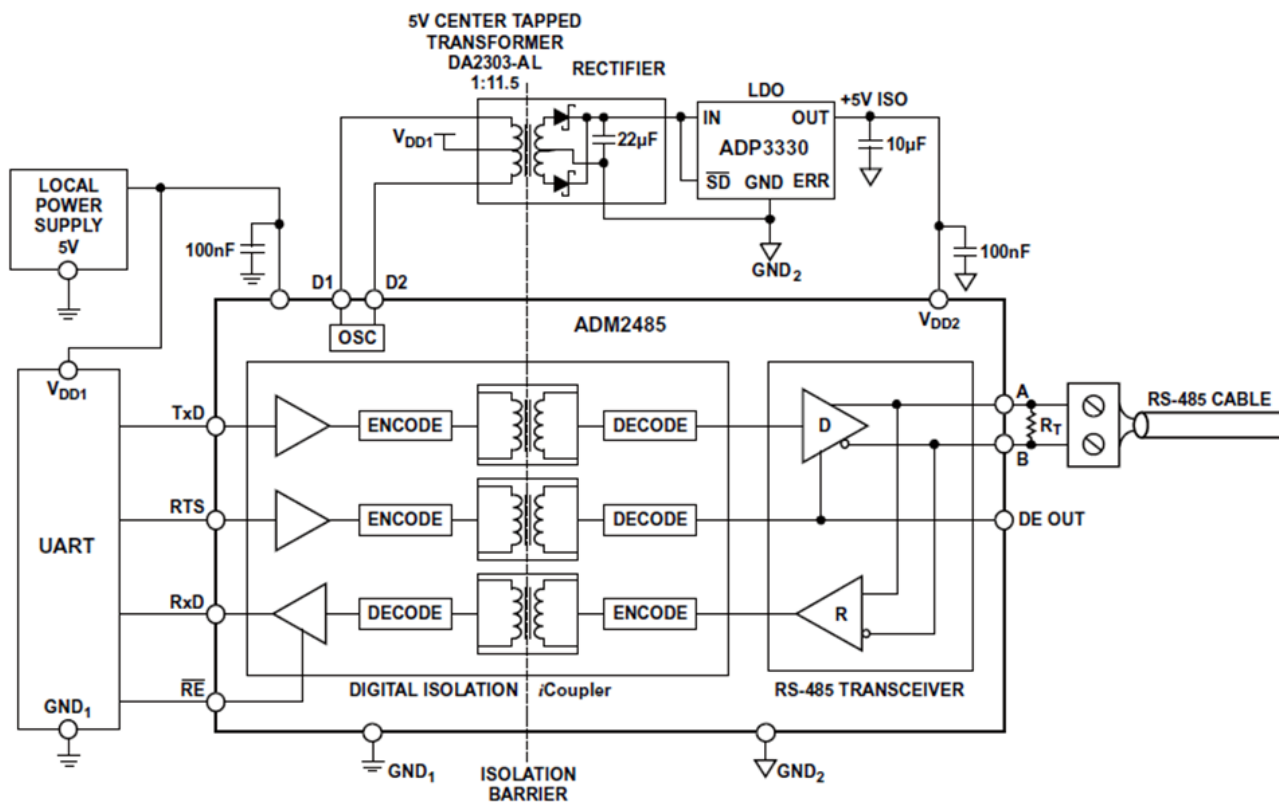 5V CENTER TAPPED
TRANSFORMER
DA2303-AL
1:11.5
RECTIFIER
LDO
+5V ISO
VDD1
22µF
IN
OUT
ADP3330
SD GND ERR
10µF
LOCAL
POWER
SUPPLY
5V
100nF
GND2
100nF
D1
D2
OSC
ADM2485
VDD2
VDD1
TxD
ENCODE
DECODE
D
A
RT
B
RS-485 CABLE
RTS
ENCODE
DECODE
DE OUT
UART
RxD
DECODE
ENCODE
R
RE
DIGITAL ISOLATION
iCoupler
RS-485 TRANSCEIVER
GND1
GND1
GND2
ISOLATION
BARRIER